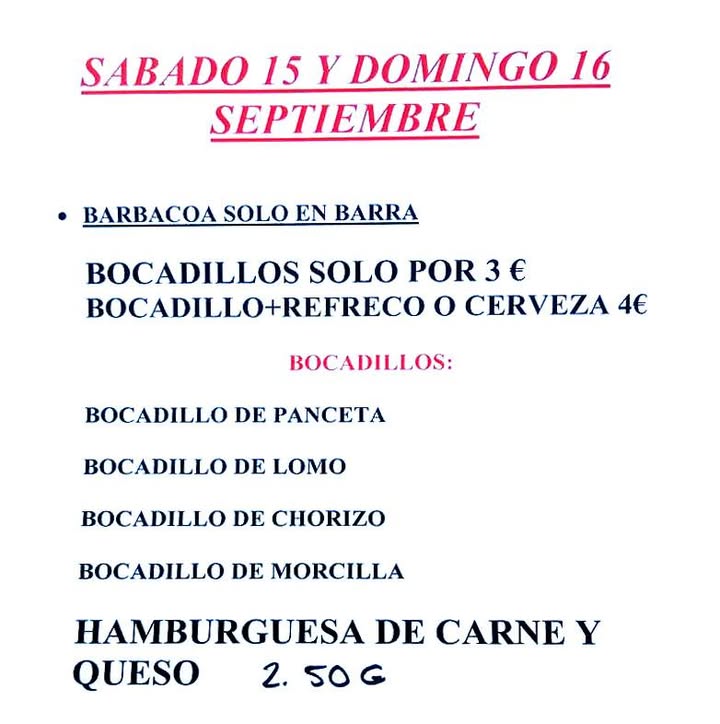 SABADO 15 Y DOMINGO 16
SEPTIEMBRE
• BARBACOA SOLO EN BARRA
BOCADILLOS SOLO POR 3 €
BOCADILLO+REFRECO O CERVEZA 4€
BOCADILLOS:
BOCADILLO DE PANCETA
BOCADILLO DE LOMO
BOCADILLO DE CHORIZO
BOCADILLO DE MORCILLA
HAMBURGUESA DE CARNE Y
QUESO 2.50€